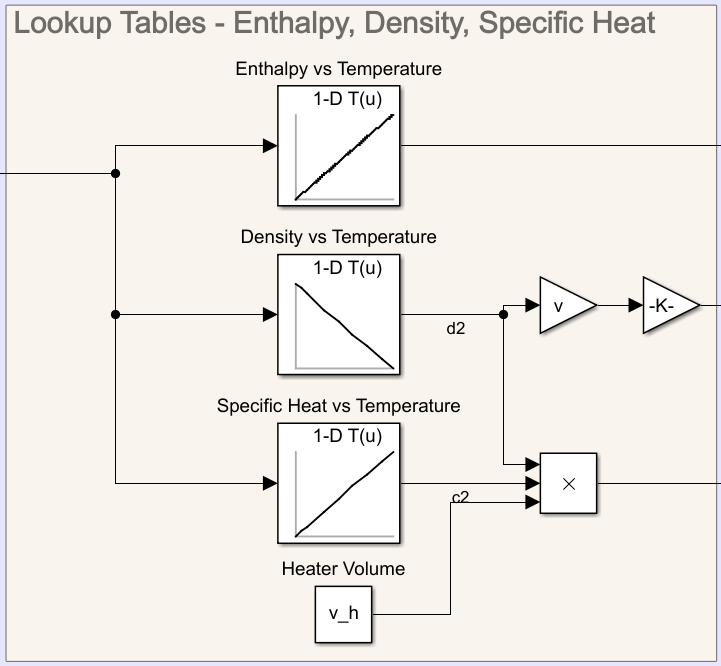 Lookup Tables - Enthalpy, Density, Specific Heat
Enthalpy vs Temperature
1-D T(u)
Density vs Temperature
1-D T(u)
d2
v
-K-
Specific Heat vs Temperature
1-D T(u)
c2
×
Heater Volume
v_h